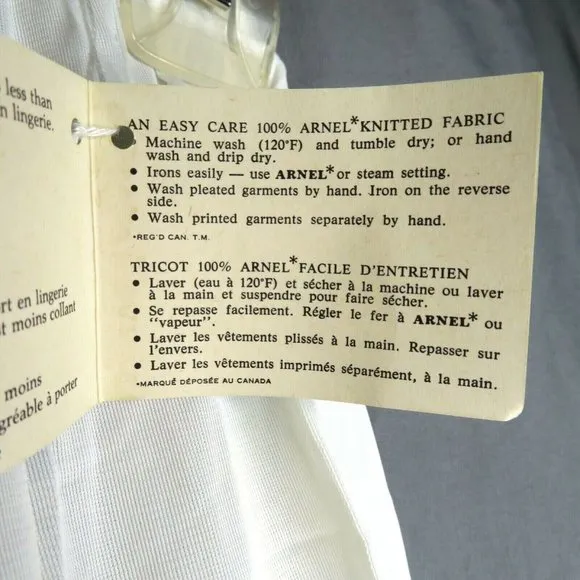 less than
n lingerie.
rt en lingerie
t moins collant
moins
gréable à porter
AN EASY CARE 100% ARNEL* KNITTED FABRIC
• Machine wash (120°F) and tumble dry; or hand
wash and drip dry.
• Irons easily — use ARNEL* or steam setting.
• Wash pleated garments by hand. Iron on the reverse
side.
• Wash printed garments separately by hand.
*REG'D CAN. T.M.
TRICOT 100% ARNEL* FACILE D'ENTRETIEN
• Laver (eau à 120°F) et sécher à la machine ou laver
à la main et suspendre pour faire sécher.
• Se repasse facilement. Régler le fer à ARNEL* ou
"vapeur".
• Laver les vêtements plissés à la main. Repasser sur
l'envers.
• Laver les vêtements imprimés séparément, à la main.
*MARQUÉ DÉPOSÉE AU CANADA